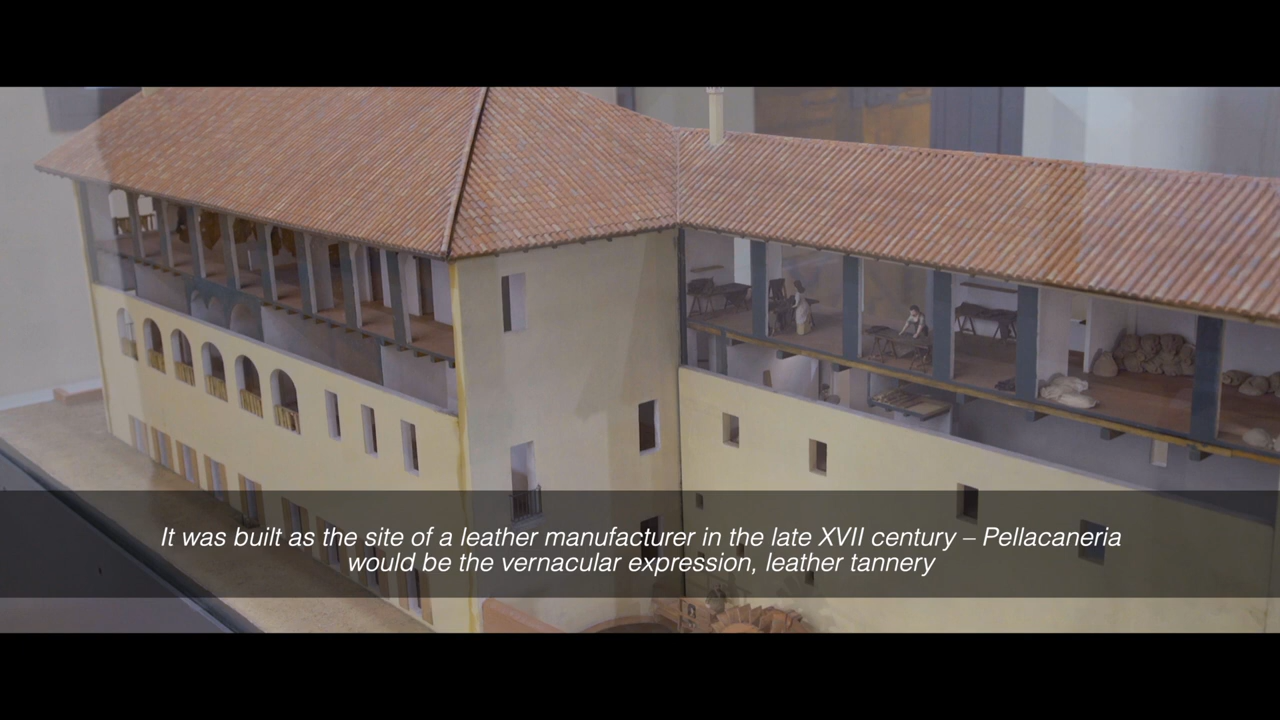 It was built as the site of a leather manufacturer in the late XVII century – Pellacaneria
would be the vernacular expression, leather tannery